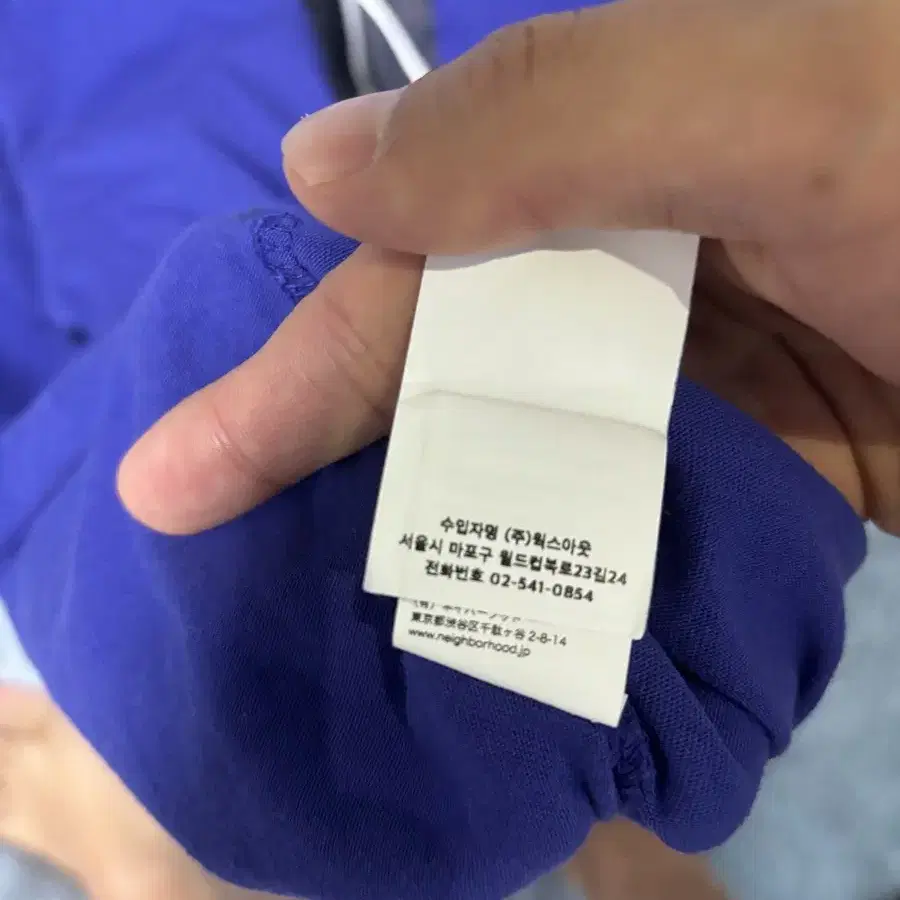 수입자명 (주)웍스아웃
서울시 마포구 월드컵북로23길24
전화번호 02-541-0854
東京都渋谷区千駄ヶ谷 2-8-14
www.neighborhood.jp